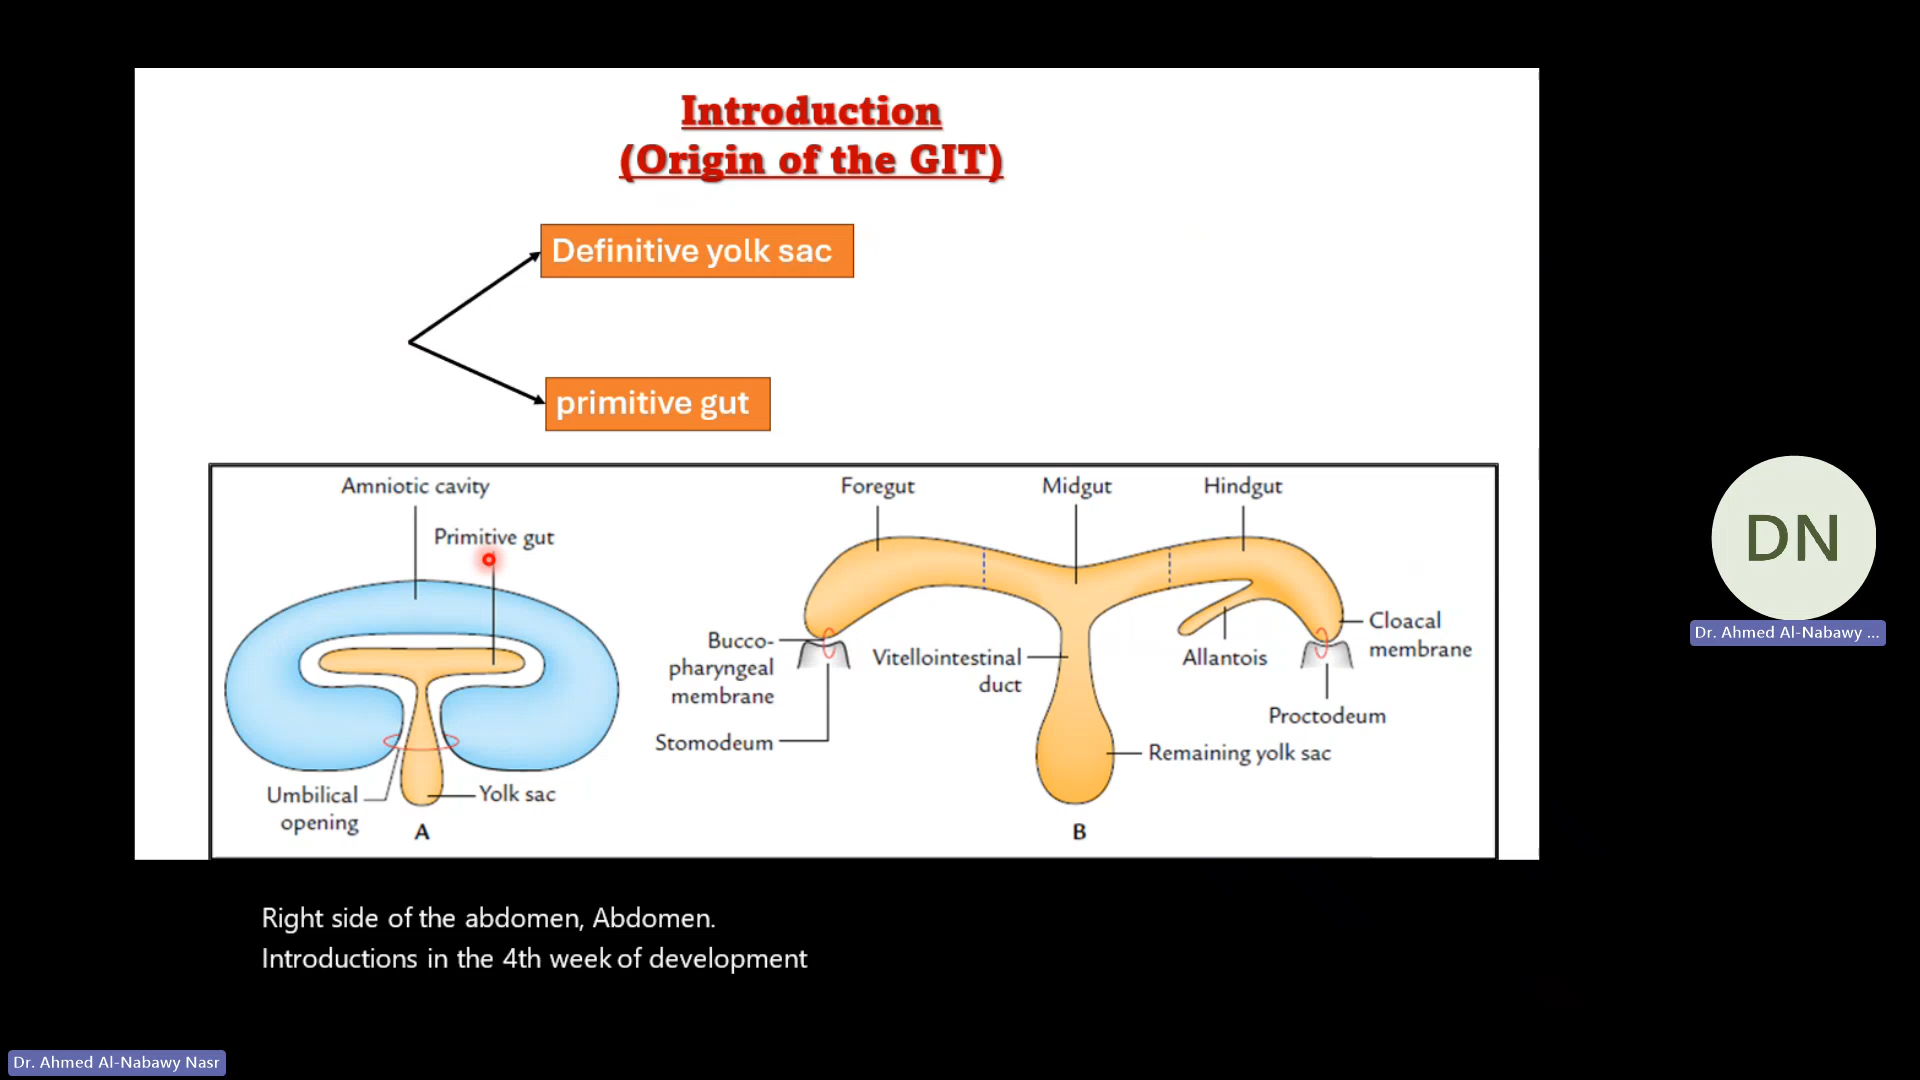 Introduction
(Origin of the GIT)
Definitive yolk sac
primitive gut
Amniotic cavity
Primitive gut
Umbilical
opening
Yolk sac
A
Foregut
Midgut
Hindgut
Bucco-
pharyngeal
membrane
Stomodeum
Vitellointestinal
duct
Allantois
Cloacal
membrane
Proctodeum
Remaining yolk sac
B
DN
Dr. Ahmed Al-Nabawy ...
Right side of the abdomen, Abdomen.
Introductions in the 4th week of development
Dr. Ahmed Al-Nabawy Nasr